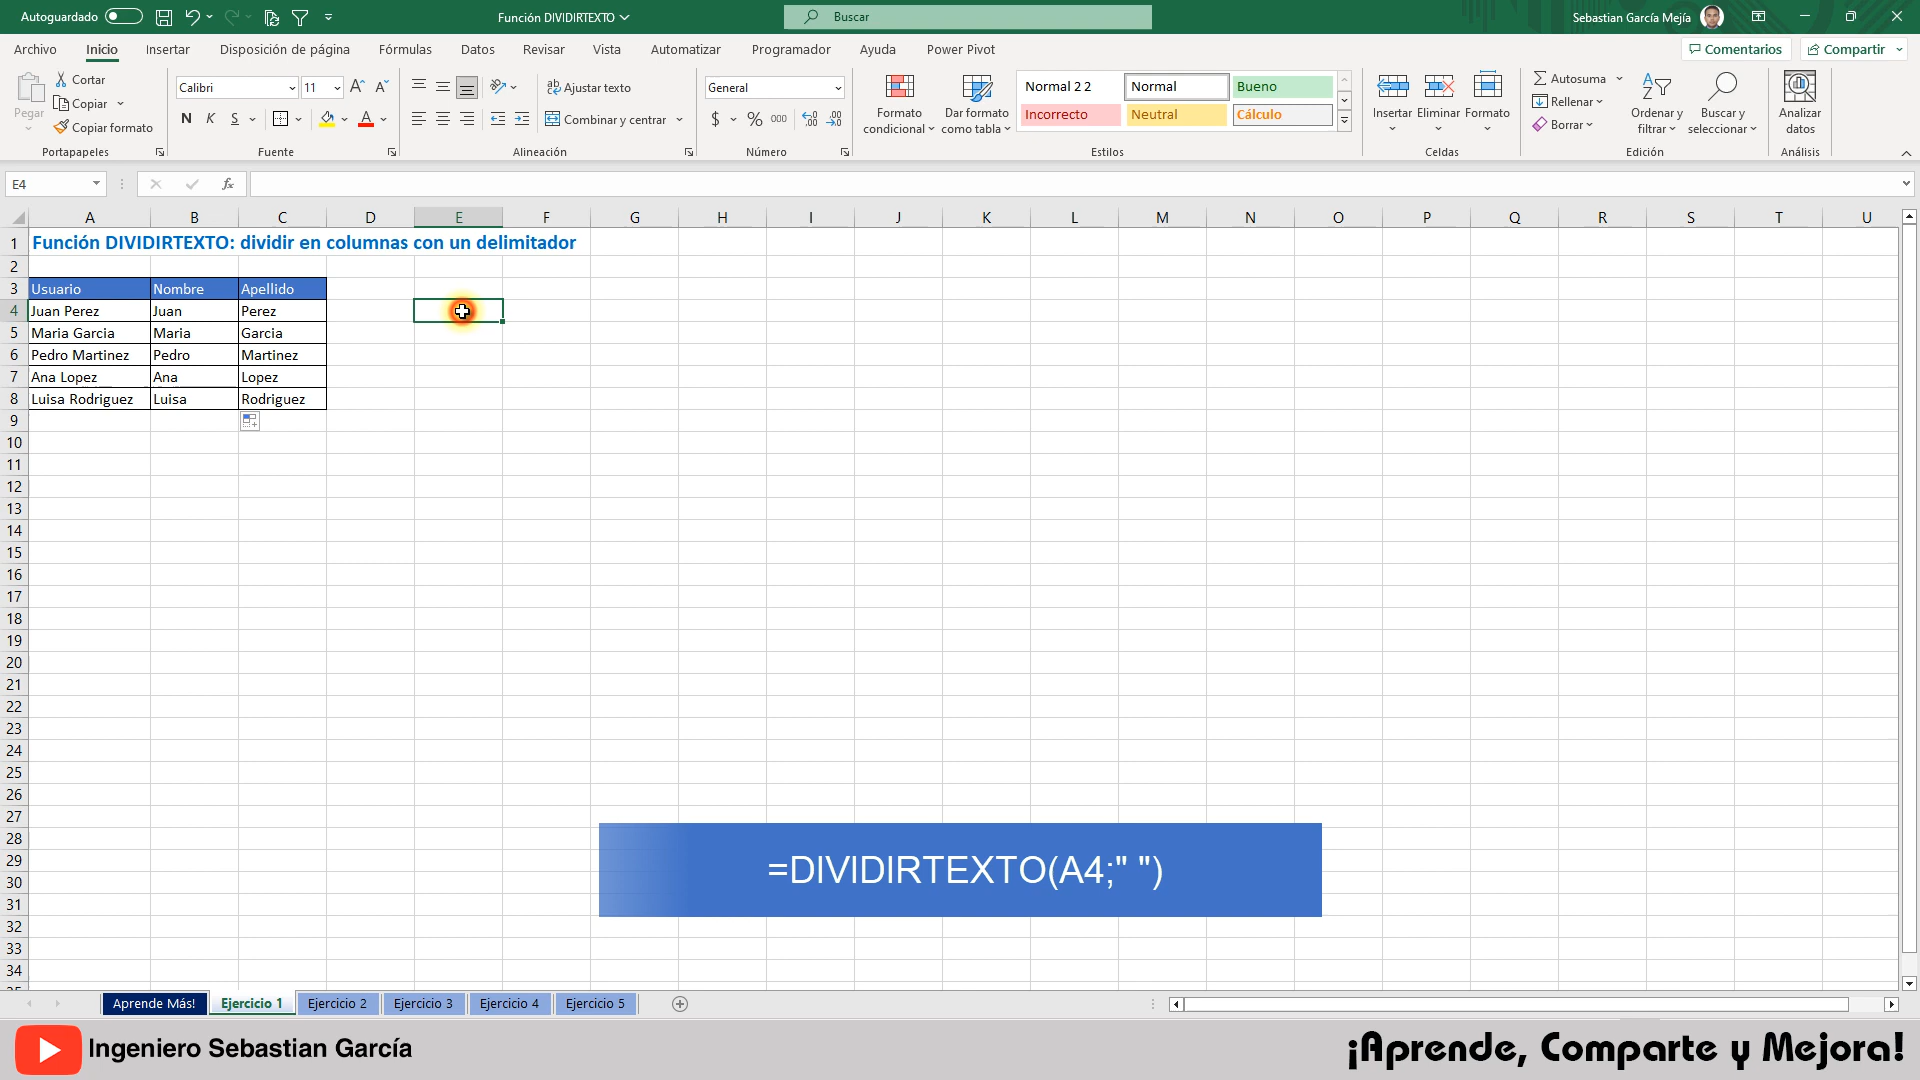 Autoguardado
Función DIVIDIRTEXTO
Buscar
Sebastian García Mejía
Archivo Inicio Insertar Disposición de página Fórmulas Datos Revisar Vista Automatizar Programador Ayuda Power Pivot
Comentarios Compartir
Pegar
Cortar
Copiar
Copiar formato
Portapapeles
Calibri 11
N K S
Fuente
Ajustar texto
Combinar y centrar
Alineación
General
$ % 000
Número
Formato condicional
Dar formato como tabla
Normal 2 2 Normal Bueno
Incorrecto Neutral Cálculo
Estilos
Insertar Eliminar Formato
Celdas
Autosuma
Rellenar
Borrar
Ordenar y filtrar
Buscar y seleccionar
Edición
Analizar datos
Análisis
E4
fx
A B C D E F G H I J K L M N O P Q R S T U
1 Función DIVIDIRTEXTO: dividir en columnas con un delimitador
2
3 Usuario Nombre Apellido
4 Juan Perez Juan Perez
5 Maria Garcia Maria Garcia
6 Pedro Martinez Pedro Martinez
7 Ana Lopez Ana Lopez
8 Luisa Rodriguez Luisa Rodriguez
9
10
11
12
13
14
15
16
17
18
19
20
21
22
23
24
25
26
27
28
29
30
31
32
33
34
=DIVIDIRTEXTO(A4;" ")
Aprende Más! Ejercicio 1 Ejercicio 2 Ejercicio 3 Ejercicio 4 Ejercicio 5
Ingeniero Sebastian García
¡Aprende, Comparte y Mejora!